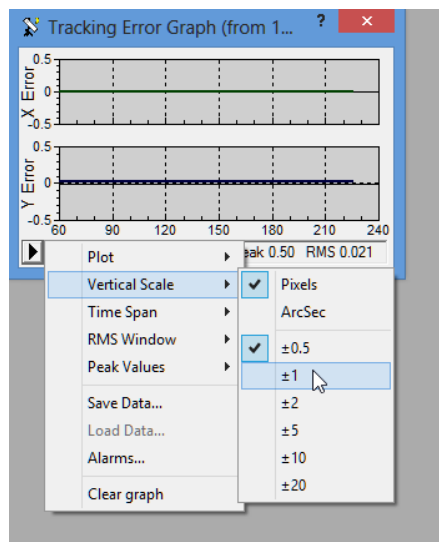 Tracking Error Graph (from 1... ?
0.5
0
-0.5
X Error
0.5
0
-0.5
Y Error
60 90 120 150 180 210 240
0.50 RMS 0.021
Plot
Vertical Scale
Time Span
RMS Window
Peak Values
Save Data...
Load Data...
Alarms...
Clear graph
Pixels
ArcSec
±0.5
±1
±2
±5
±10
±20